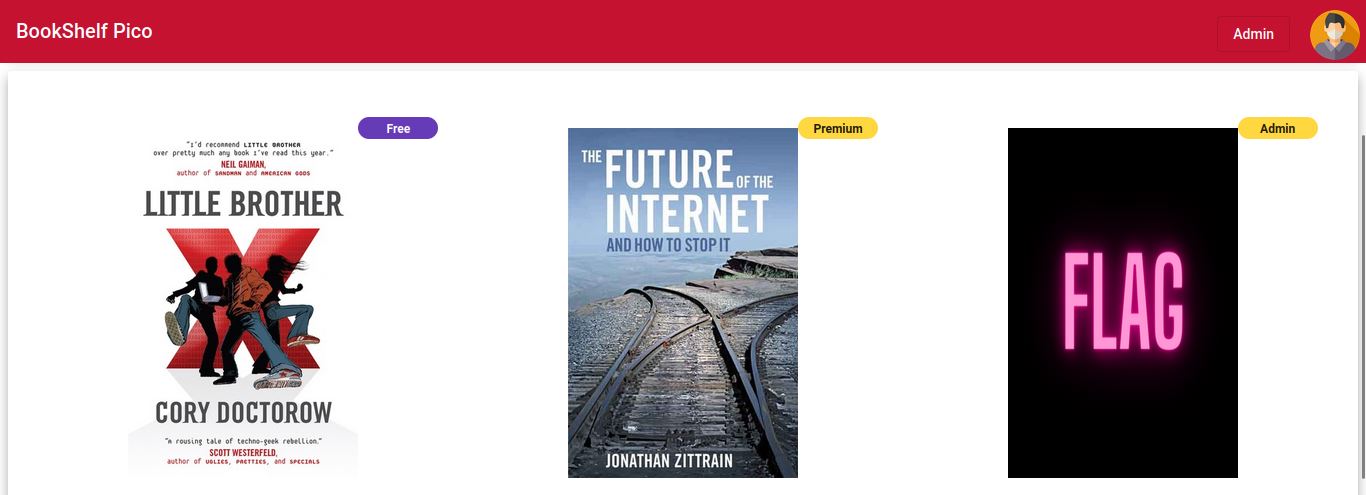 BookShelf Pico
Admin
Free
Premium
Admin
"I'd recommend LITTLE BROTHER
over pretty much any book I've read this year."
NEIL GAIMAN,
author of SANDMAN and AMERICAN GODS
LITTLE BROTHER
CORY DOCTOROW
"A rousing tale of techno-geek rebellion."
SCOTT WESTERFELD,
author of UGLIES, PRETTIES, and SPECIALS
THE FUTURE OF THE
INTERNET
AND HOW TO STOP IT
JONATHAN ZITTRAIN
FLAG